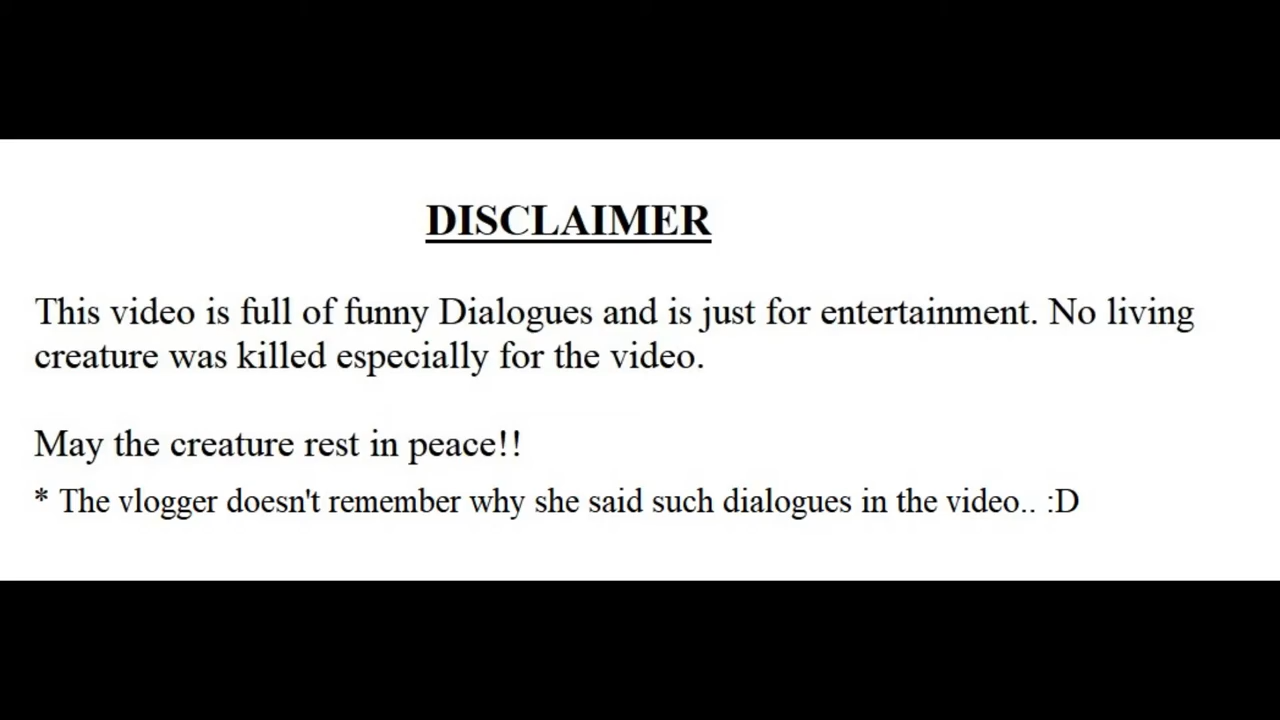 DISCLAIMER
This video is full of funny Dialogues and is just for entertainment. No living
creature was killed especially for the video.
May the creature rest in peace!!
* The vlogger doesn't remember why she said such dialogues in the video.. :D